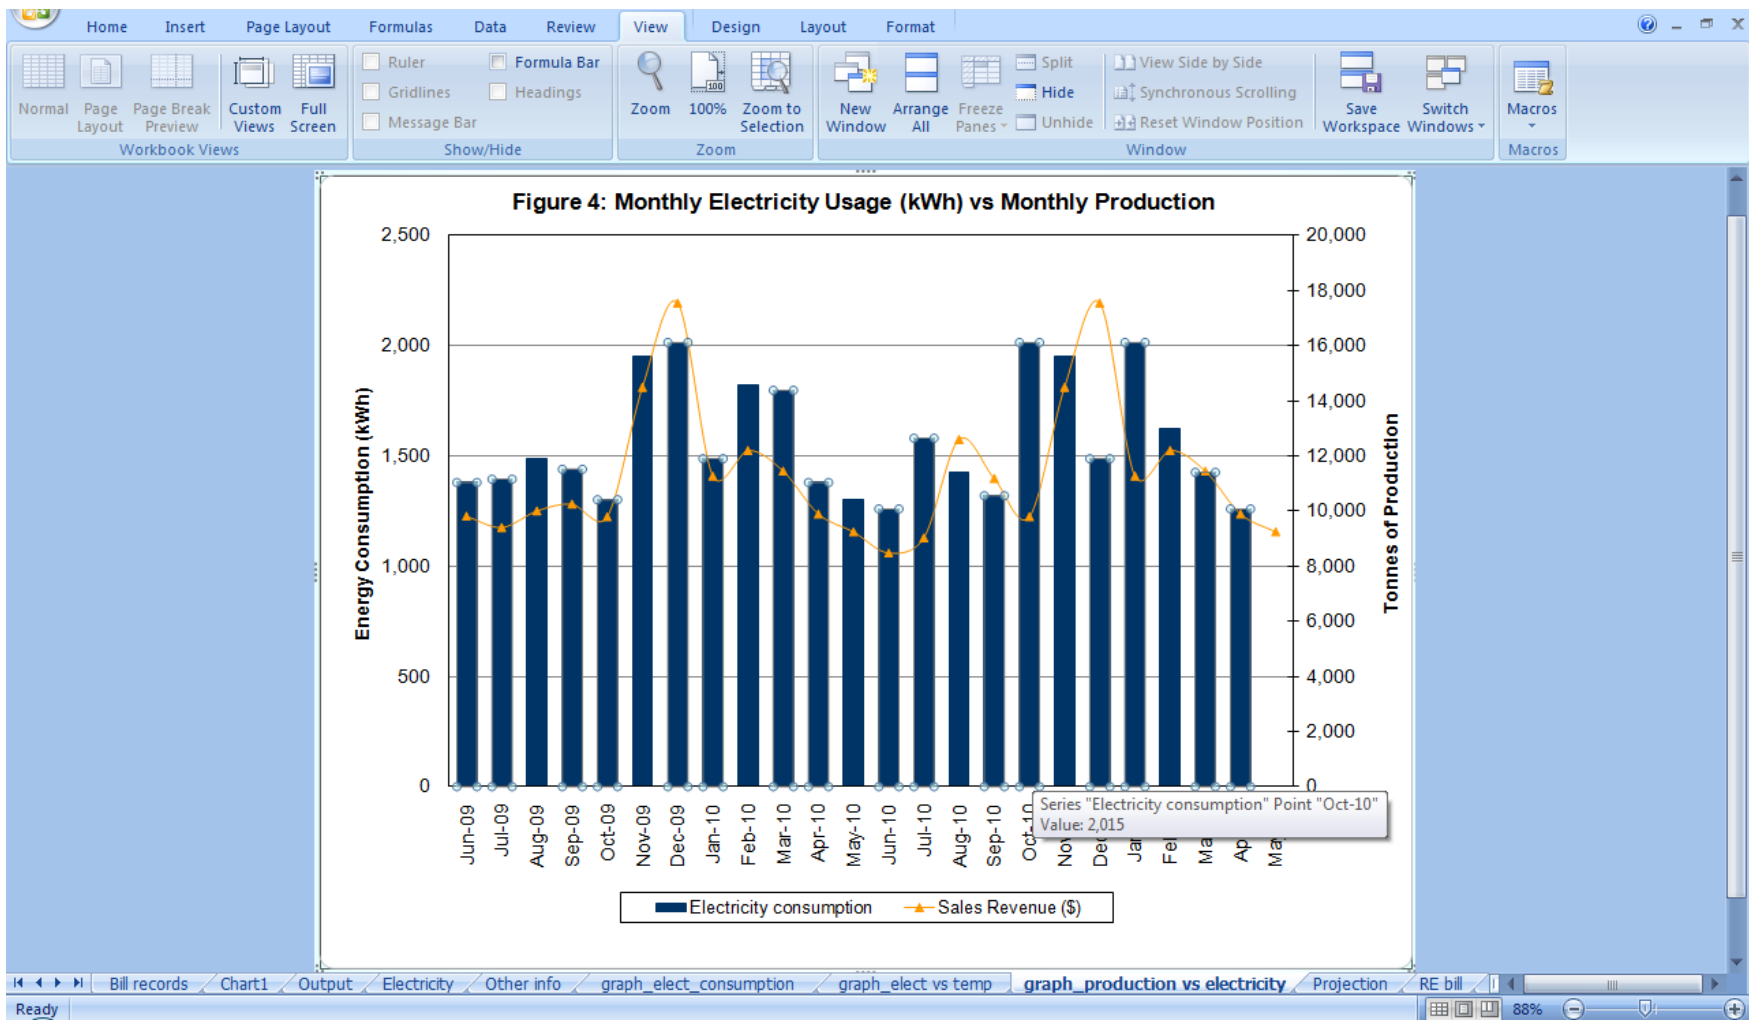 Home Insert Page Layout Formulas Data Review View Design Layout Format
Normal
Page Layout
Page Break Preview
Custom Views
Full Screen
Workbook Views
Ruler
Gridlines
Message Bar
Formula Bar
Headings
Show/Hide
Zoom
100%
Zoom to Selection
Zoom
New Window
Arrange All
Freeze Panes
Split
Hide
Unhide
View Side by Side
Synchronous Scrolling
Reset Window Position
Window
Save Workspace
Switch Windows
Macros
Macros
Figure 4: Monthly Electricity Usage (kWh) vs Monthly Production
Energy Consumption (kWh)
2,500
2,000
1,500
1,000
500
0
20,000
18,000
16,000
14,000
12,000
10,000
8,000
6,000
4,000
2,000
0
Tonnes of Production
Jun-09
Jul-09
Aug-09
Sep-09
Oct-09
Nov-09
Dec-09
Jan-10
Feb-10
Mar-10
Apr-10
May-10
Jun-10
Jul-10
Aug-10
Sep-10
Oct-10
Nov
Dec
Jan
Feb
Ma
Ap
May
Series "Electricity consumption" Point "Oct-10"
Value: 2,015
Electricity consumption Sales Revenue ($)
Bill records Chart1 Output Electricity Other info graph_elect_consumption graph_elect vs temp graph_production vs electricity Projection RE bill
Ready
88%